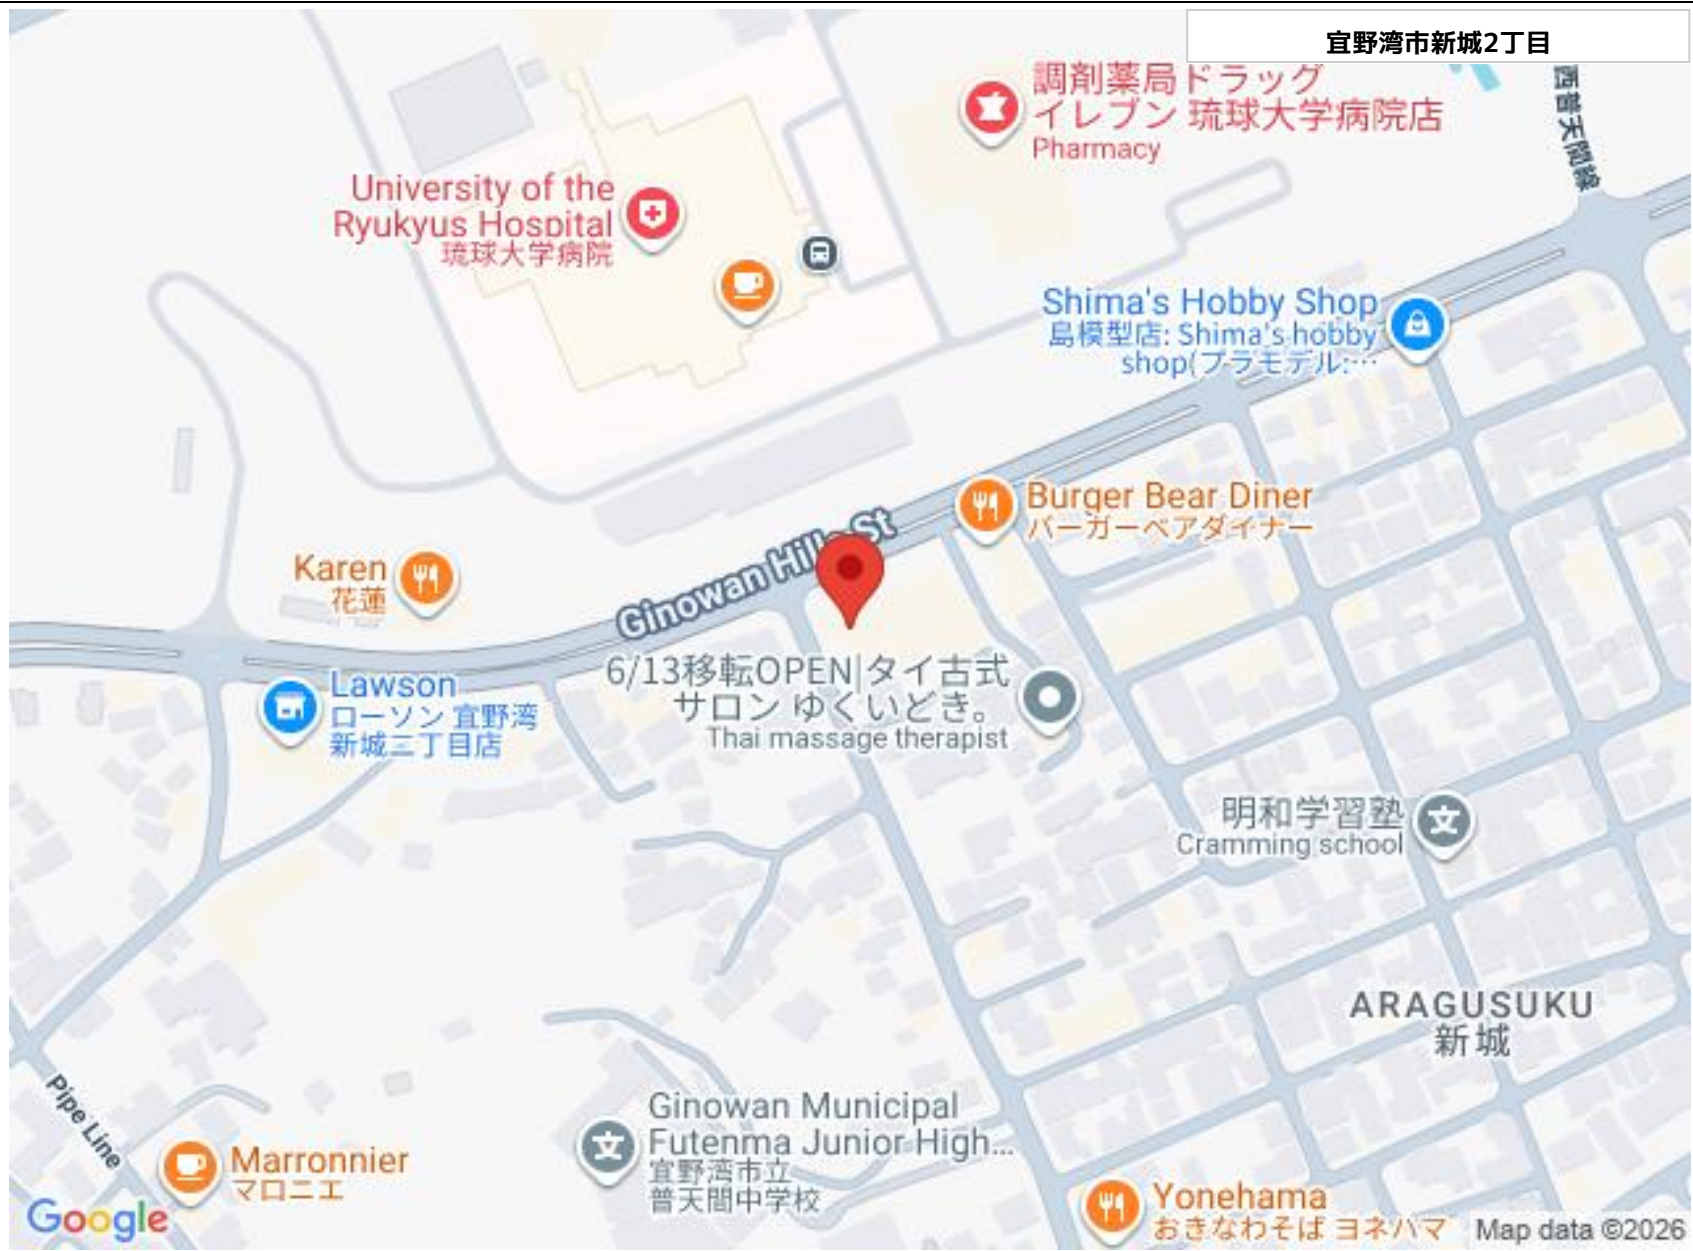 宜野湾市新城2丁目
調剤薬局ドラッグ
イレブン 琉球大学病院店
Pharmacy
西普天間線
University of the
Ryukyus Hospital
琉球大学病院
Shima's Hobby Shop
島模型店: Shima's hobby
shop(プラモデル:…
Burger Bear Diner
バーガーベアダイナー
Ginowan Hills St
Karen
花蓮
Lawson
ローソン 宜野湾
新城二丁目店
6/13移転OPEN|タイ古式
サロン ゆくいどき。
Thai massage therapist
明和学習塾
Cramming school
ARAGUSUKU
新城
Pipe Line
Ginowan Municipal
Futenma Junior High...
宜野湾市立
普天間中学校
Marronnier
マロニエ
Yonehama
おきなわそば ヨネハマ
Google
Map data ©2026